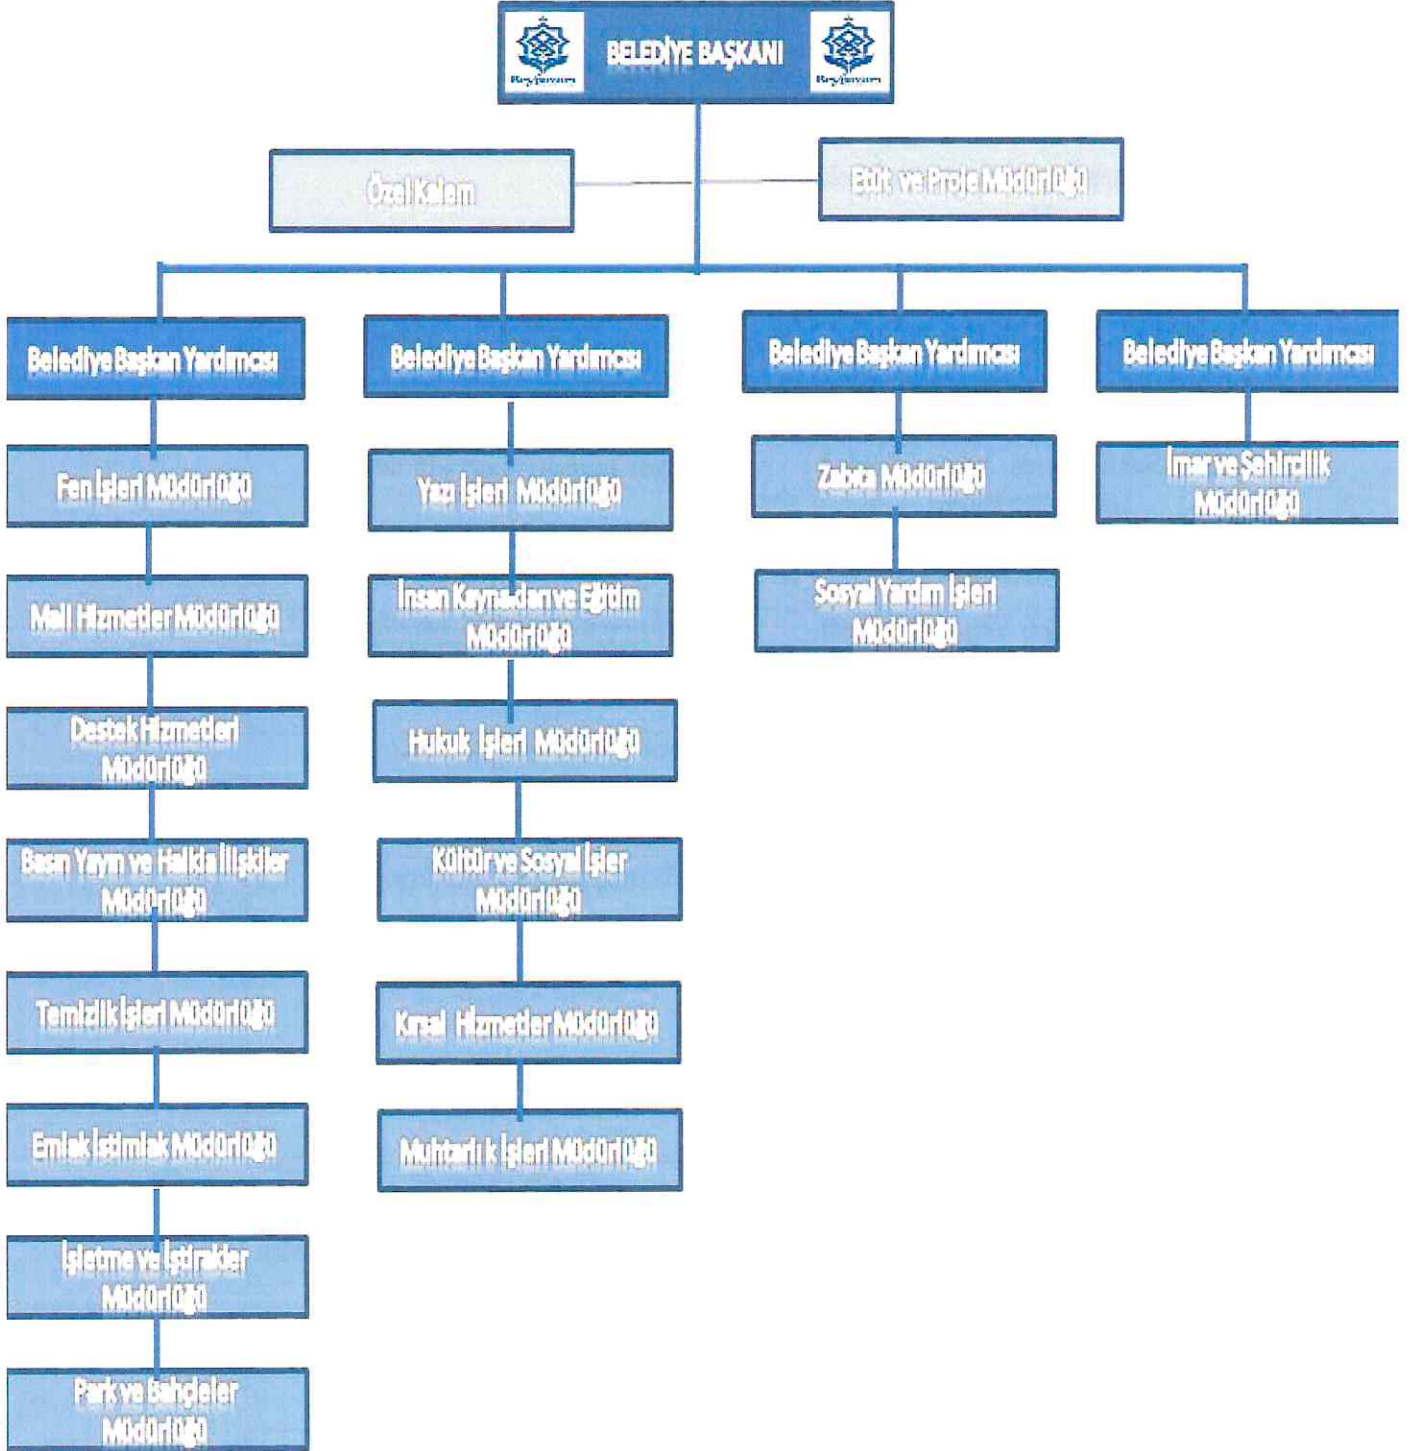 BELEDİYE BAŞKANI
Özel Kalem
Etüt ve Proje Müdürlüğü
Belediye Başkan Yardımcısı
Belediye Başkan Yardımcısı
Belediye Başkan Yardımcısı
Belediye Başkan Yardımcısı
Fen İşleri Müdürlüğü
Mali Hizmetler Müdürlüğü
Destek Hizmetleri
Müdürlüğü
Basın Yayın ve Halkla İlişkiler
Müdürlüğü
Temizlik İşleri Müdürlüğü
Emlak İstimlak Müdürlüğü
İşletme ve İştirakler
Müdürlüğü
Park ve Bahçeler
Müdürlüğü
Yazı İşleri Müdürlüğü
İnsan Kaynakları ve Eğitim
Müdürlüğü
Hukuk İşleri Müdürlüğü
Kültür ve Sosyal İşler
Müdürlüğü
Kırsal Hizmetler Müdürlüğü
Muhtarlık İşleri Müdürlüğü
Zabıta Müdürlüğü
Sosyal Yardım İşleri
Müdürlüğü
İmar ve Şehircilik
Müdürlüğü